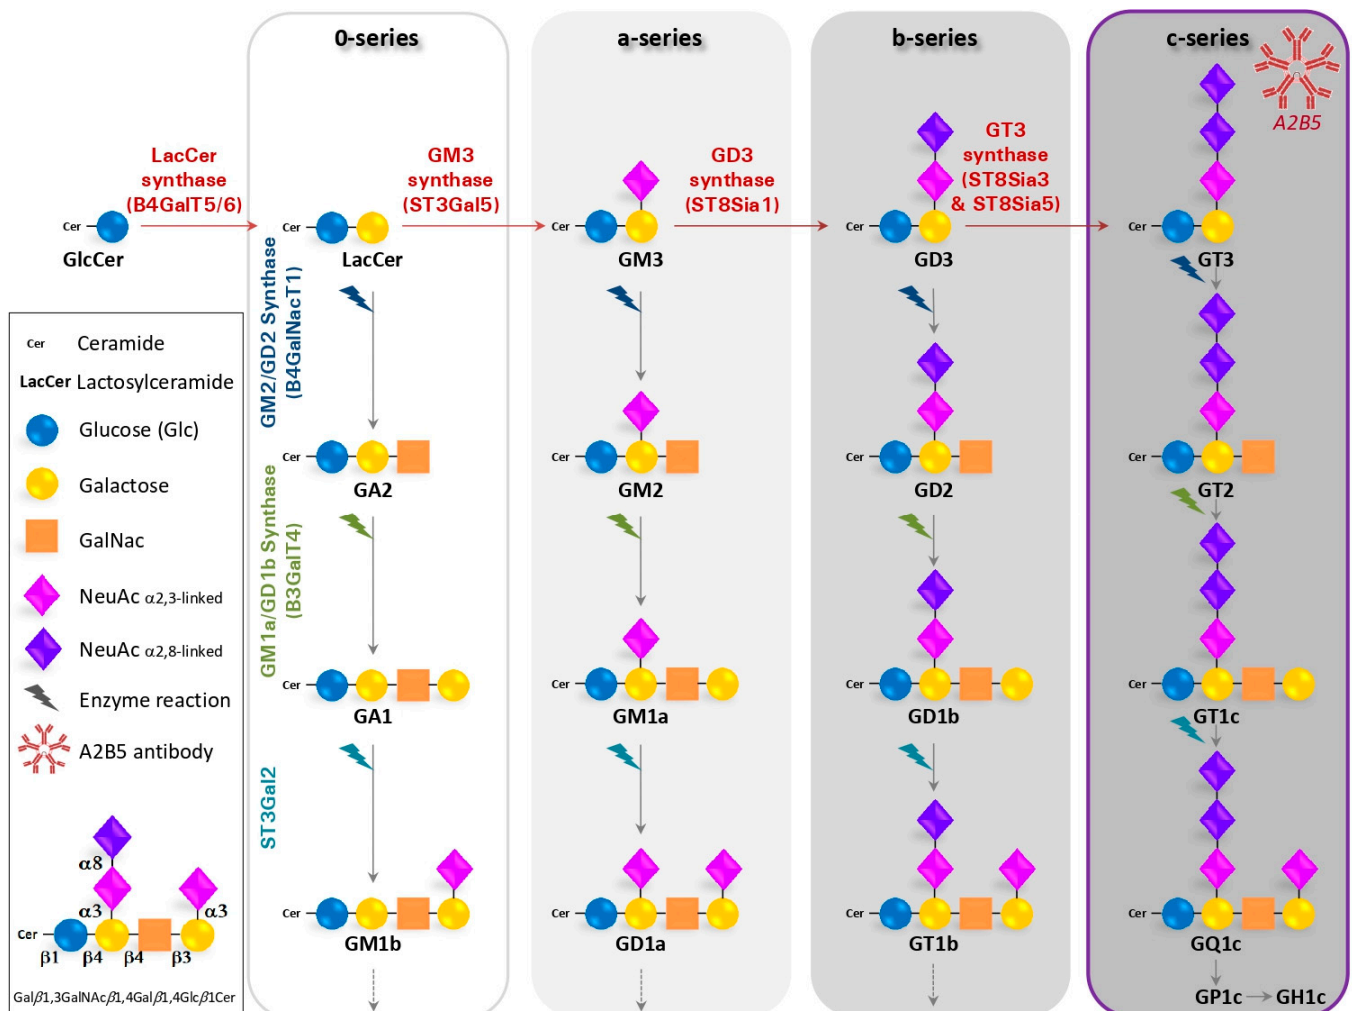 0-series
a-series
b-series
c-series
A2B5
LacCer
synthase
(B4GalT5/6)
GM3
synthase
(ST3Gal5)
GD3
synthase
(ST8Sia1)
GT3
synthase
(ST8Sia3
& ST8Sia5)
Cer
GlcCer
Cer
LacCer
Cer
GM3
Cer
GD3
Cer
GT3
GM2/GD2 Synthase
(B4GalNacT1)
Cer
GA2
Cer
GM2
Cer
GD2
Cer
GT2
GM1a/GD1b Synthase
(B3GalT4)
Cer
GA1
Cer
GM1a
Cer
GD1b
Cer
GT1c
ST3Gal2
Cer
GM1b
Cer
GD1a
Cer
GT1b
Cer
GQ1c
GP1c
GH1c
Cer Ceramide
LacCer Lactosylceramide
Glucose (Glc)
Galactose
GalNac
NeuAc α2,3-linked
NeuAc α2,8-linked
Enzyme reaction
A2B5 antibody
α8
α3 α3
Cer
β1 β4 β4 β3
Galβ1,3GalNAcβ1,4Galβ1,4Glcβ1Cer